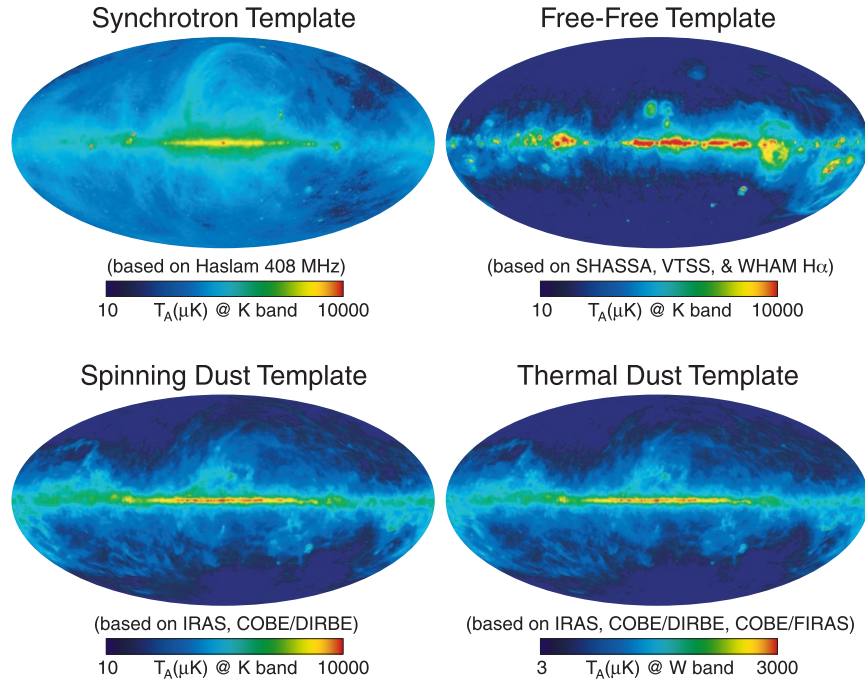 Synchrotron Template
Free-Free Template
(based on Haslam 408 MHz)
(based on SHASSA, VTSS, & WHAM Hα)
10 T_A(μK) @ K band 10000
10 T_A(μK) @ K band 10000
Spinning Dust Template
Thermal Dust Template
(based on IRAS, COBE/DIRBE)
(based on IRAS, COBE/DIRBE, COBE/FIRAS)
10 T_A(μK) @ K band 10000
3 T_A(μK) @ W band 3000